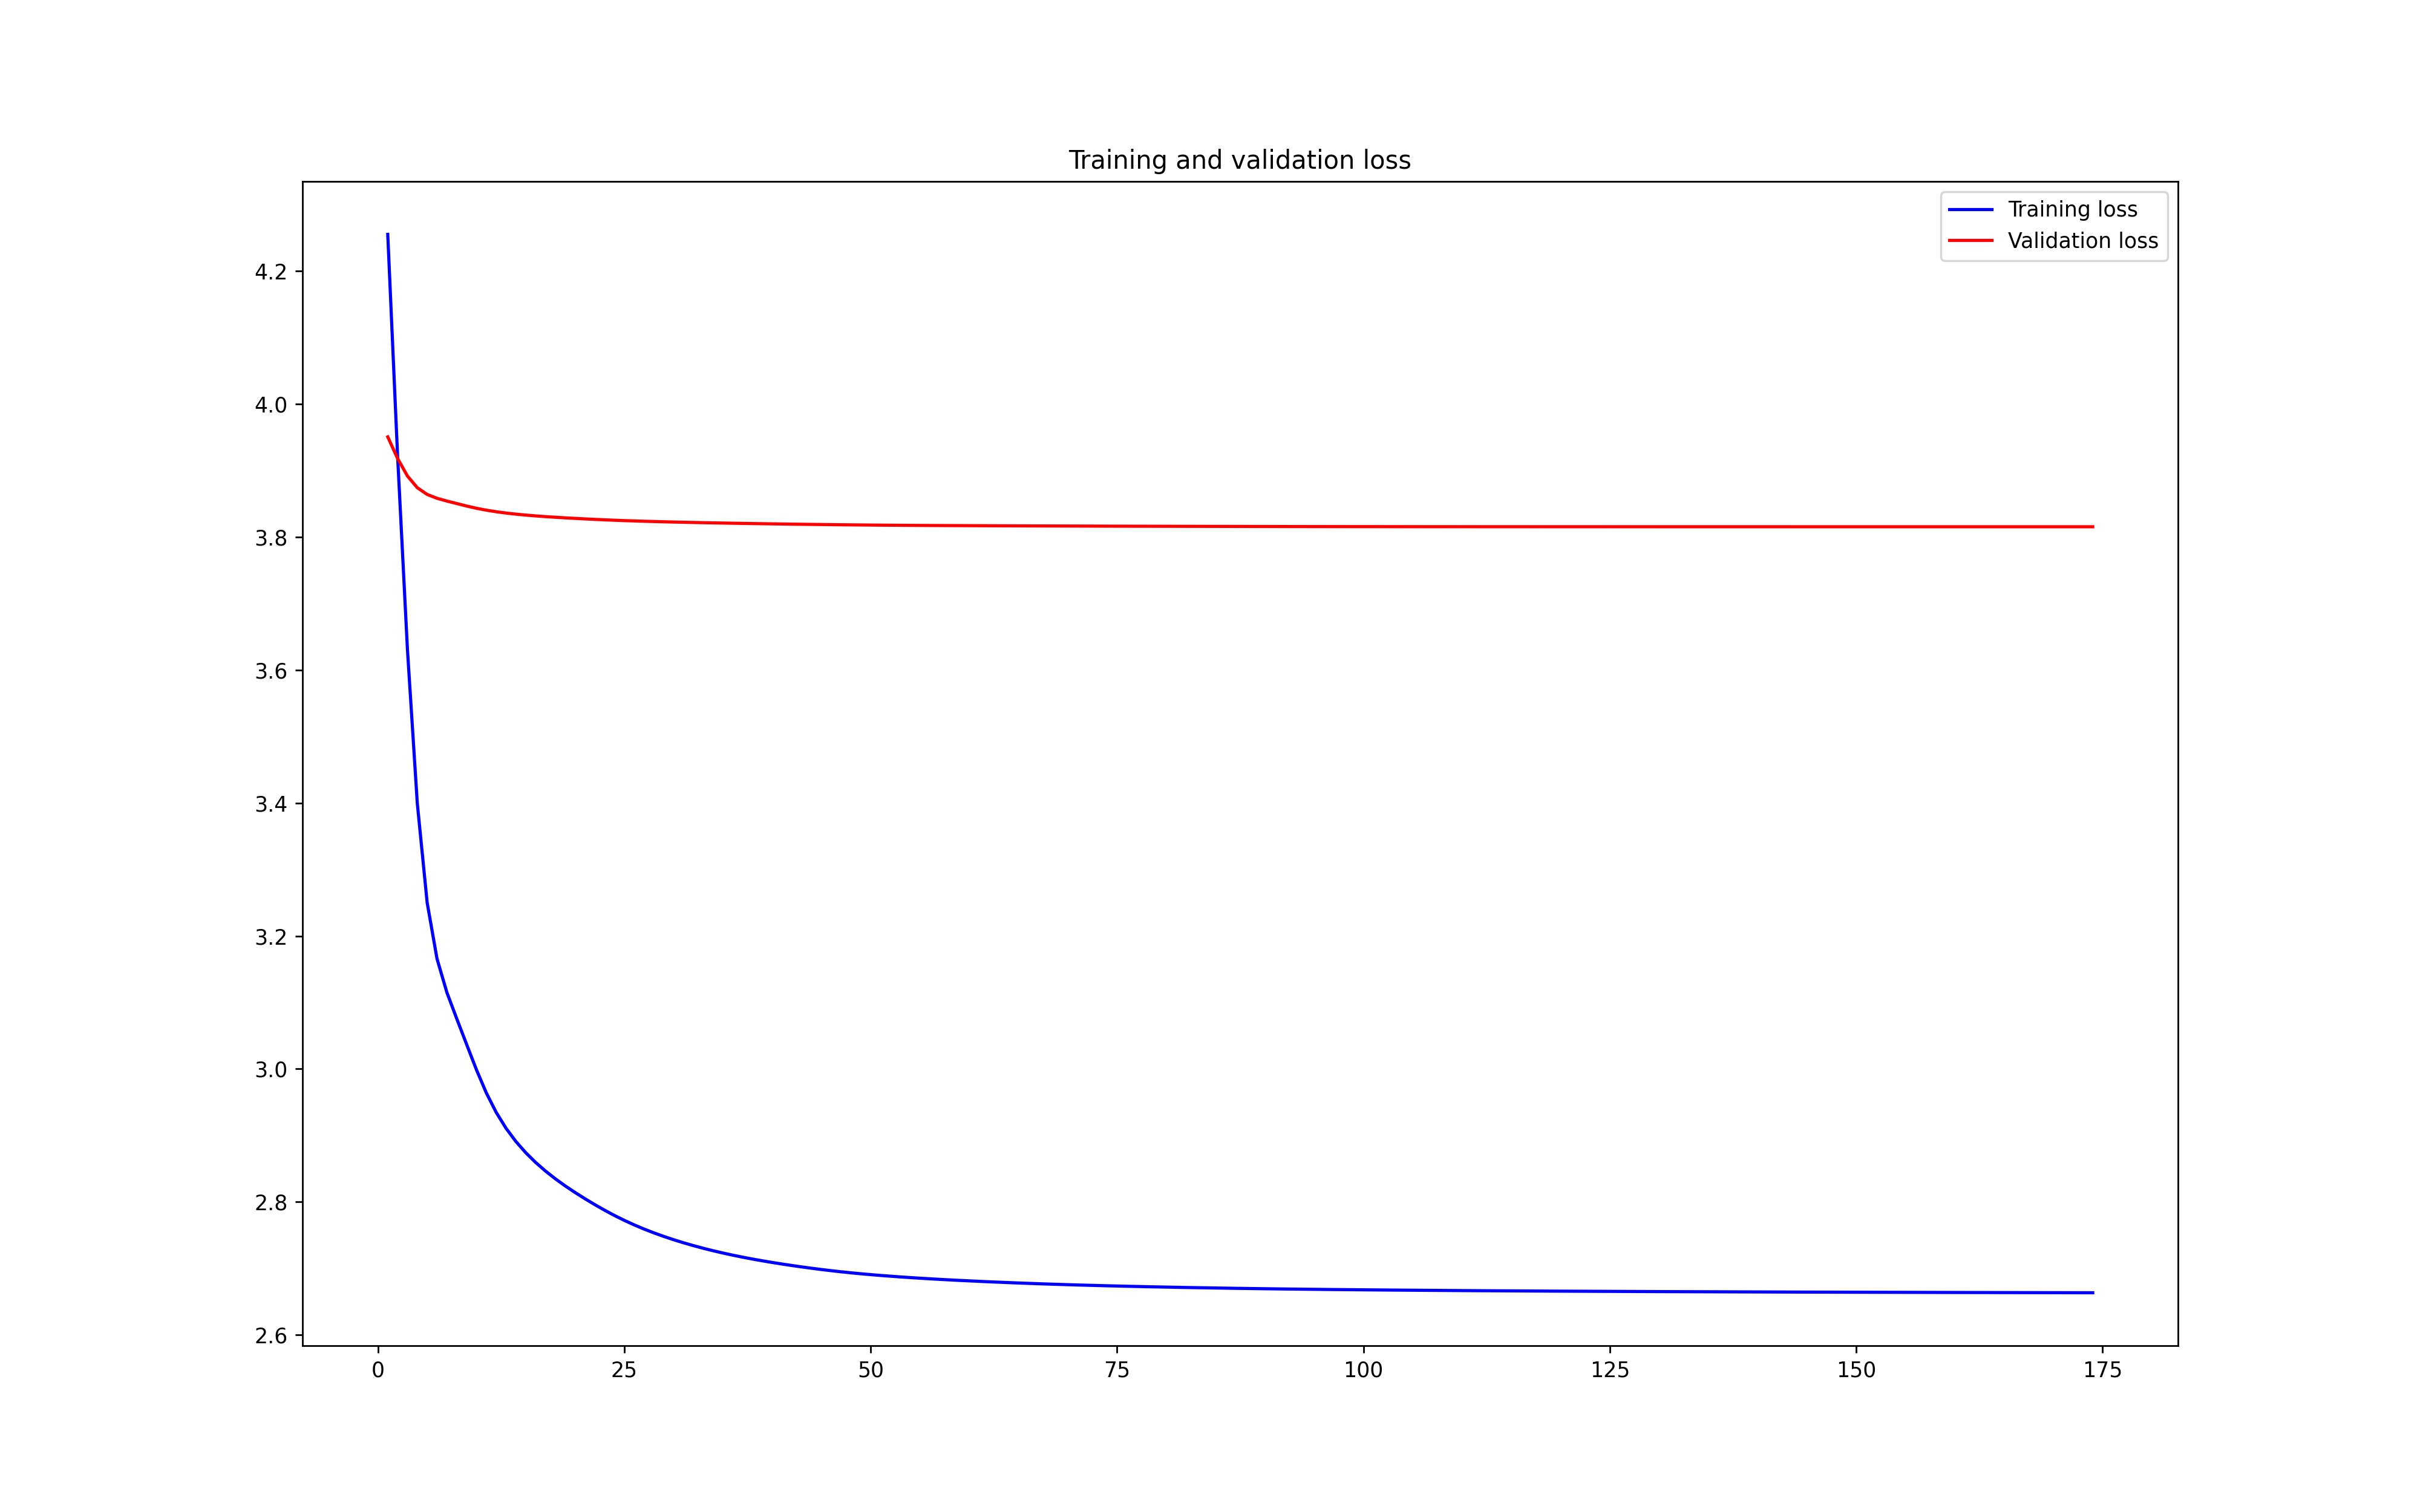 Training and validation loss
Training loss
Validation loss
4.2
4.0
3.8
3.6
3.4
3.2
3.0
2.8
2.6
0 25 50 75 100 125 150 175